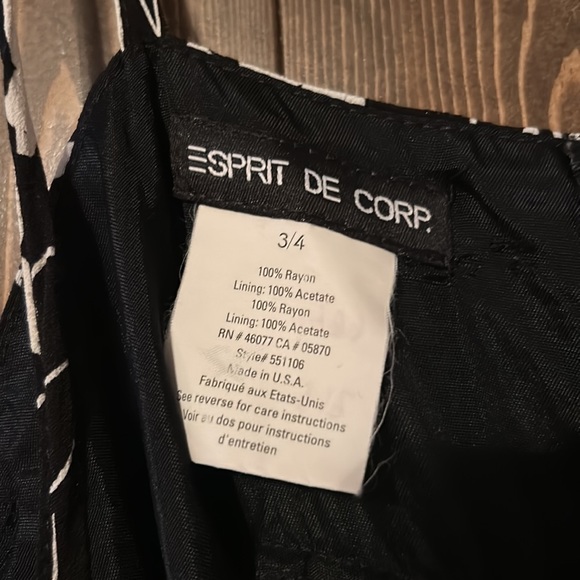 ESPRIT DE CORP.
3/4
100% Rayon
Lining: 100% Acetate
100% Rayon
Lining: 100% Acetate
RN # 46077 CA # 05870
Style# 551106
Made in U.S.A.
Fabriqué aux Etats-Unis
See reverse for care instructions
Voir au dos pour instructions
d'entretien